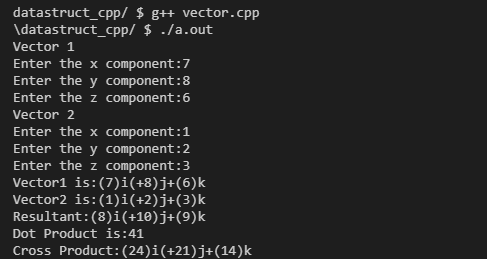 datastruct_cpp/ $ g++ vector.cpp
\datastruct_cpp/ $ ./a.out
Vector 1
Enter the x component:7
Enter the y component:8
Enter the z component:6
Vector 2
Enter the x component:1
Enter the y component:2
Enter the z component:3
Vector1 is:(7)i(+8)j+(6)k
Vector2 is:(1)i(+2)j+(3)k
Resultant:(8)i(+10)j+(9)k
Dot Product is:41
Cross Product:(24)i(+21)j+(14)k